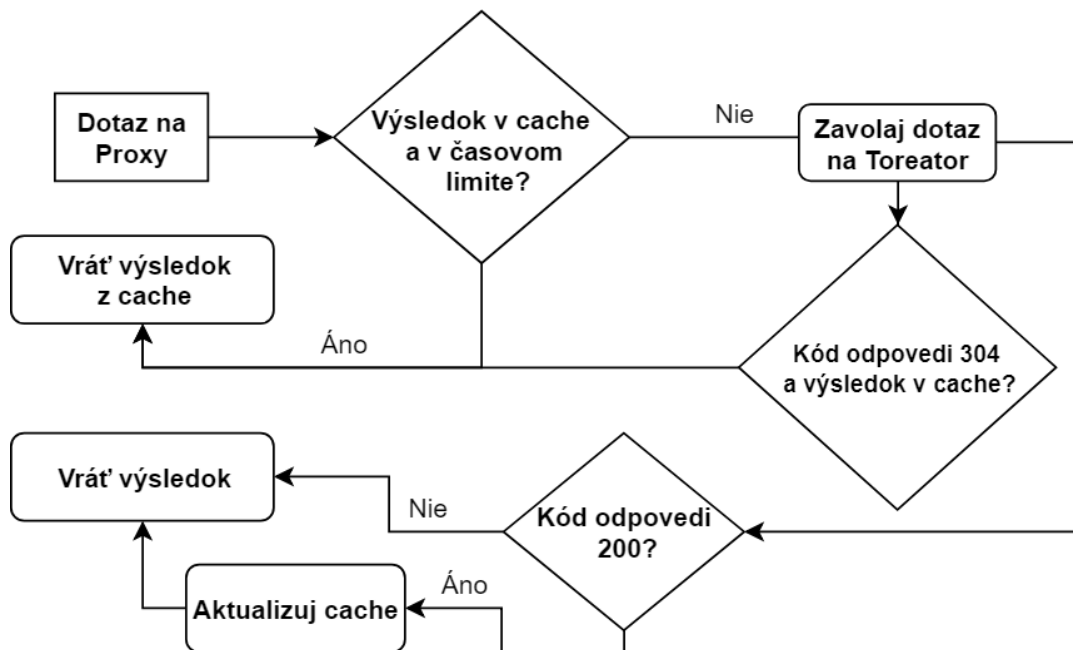 Dotaz na
Proxy
Výsledok v cache
a v časovom
limite?
Nie
Zavolaj dotaz
na Toreator
Vráť výsledok
z cache
Áno
Kód odpovedi 304
a výsledok v cache?
Vráť výsledok
Nie
Kód odpovedi
200?
Áno
Aktualizuj cache